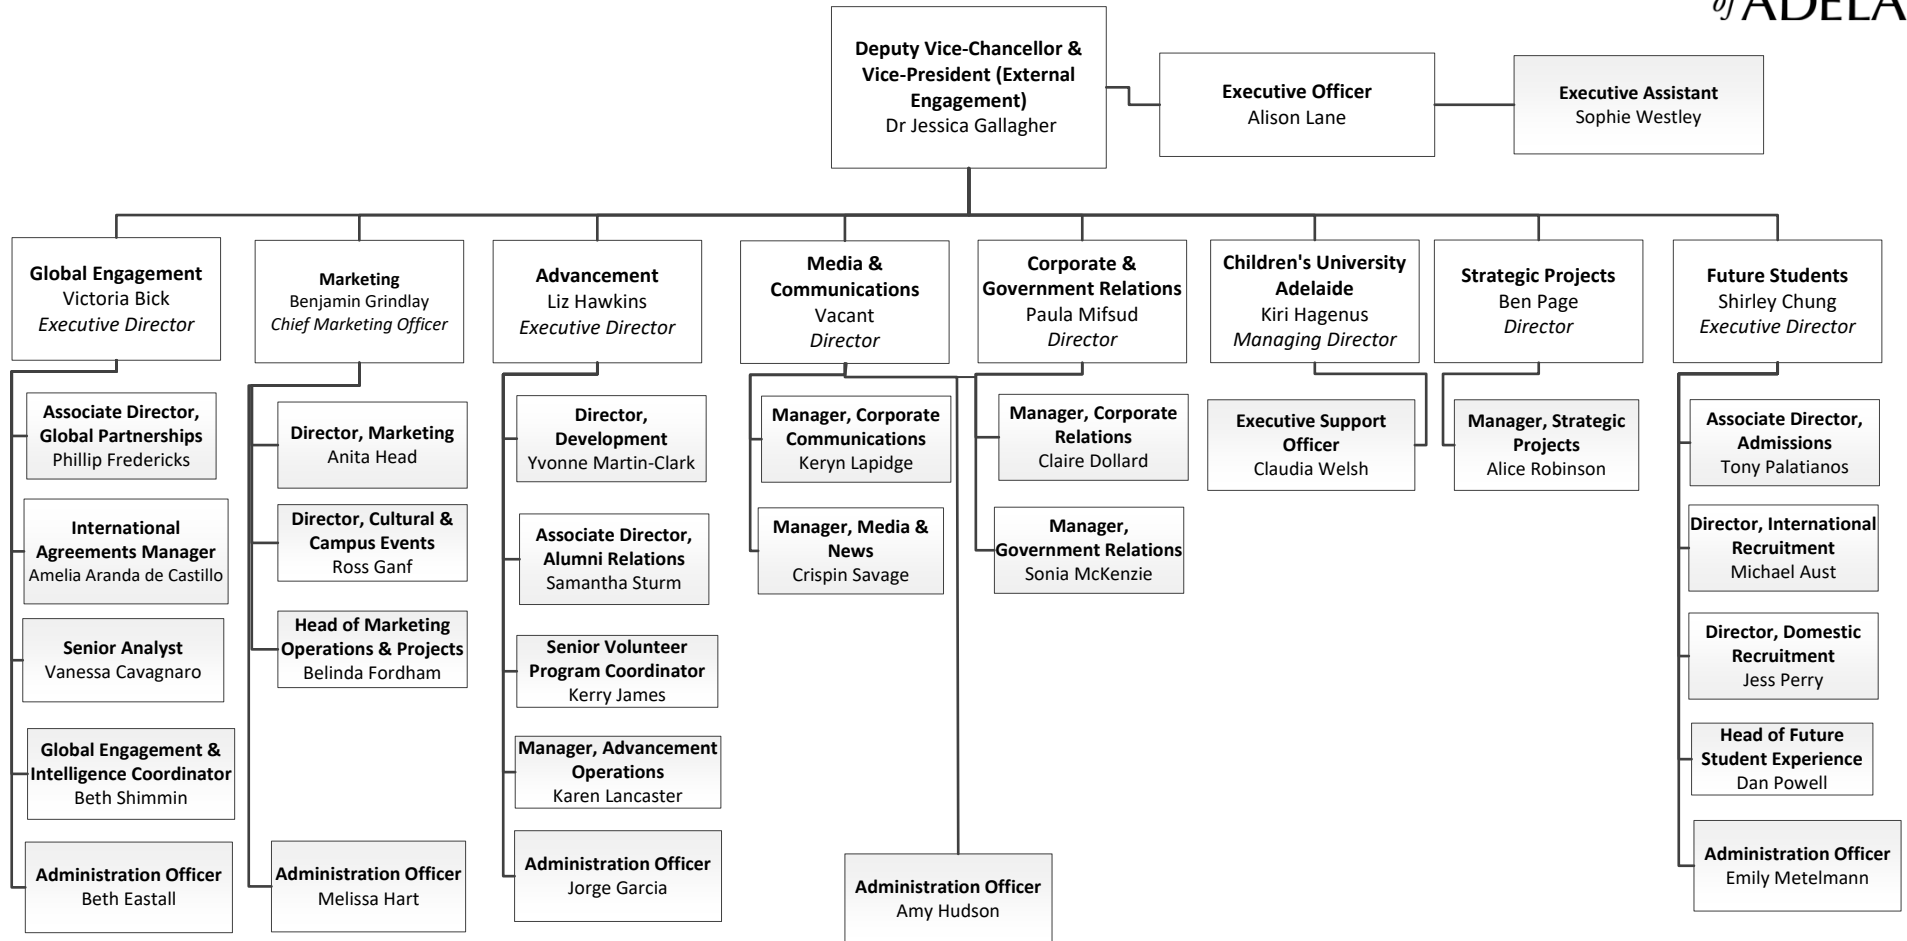 of ADELA
Deputy Vice-Chancellor &
Vice-President (External
Engagement)
Dr Jessica Gallagher
Executive Officer
Alison Lane
Executive Assistant
Sophie Westley
Global Engagement
Victoria Bick
Executive Director
Marketing
Benjamin Grindlay
Chief Marketing Officer
Advancement
Liz Hawkins
Executive Director
Media &
Communications
Vacant
Director
Corporate &
Government Relations
Paula Mifsud
Director
Children's University
Adelaide
Kiri Hagenus
Managing Director
Strategic Projects
Ben Page
Director
Future Students
Shirley Chung
Executive Director
Associate Director,
Global Partnerships
Phillip Fredericks
International
Agreements Manager
Amelia Aranda de Castillo
Senior Analyst
Vanessa Cavagnaro
Global Engagement &
Intelligence Coordinator
Beth Shimmin
Administration Officer
Beth Eastall
Director, Marketing
Anita Head
Director, Cultural &
Campus Events
Ross Ganf
Head of Marketing
Operations & Projects
Belinda Fordham
Administration Officer
Melissa Hart
Director,
Development
Yvonne Martin-Clark
Associate Director,
Alumni Relations
Samantha Sturm
Senior Volunteer
Program Coordinator
Kerry James
Manager, Advancement
Operations
Karen Lancaster
Administration Officer
Jorge Garcia
Manager, Corporate
Communications
Keryn Lapidge
Manager, Media &
News
Crispin Savage
Administration Officer
Amy Hudson
Manager, Corporate
Relations
Claire Dollard
Manager,
Government Relations
Sonia McKenzie
Executive Support
Officer
Claudia Welsh
Manager, Strategic
Projects
Alice Robinson
Associate Director,
Admissions
Tony Palatianos
Director, International
Recruitment
Michael Aust
Director, Domestic
Recruitment
Jess Perry
Head of Future
Student Experience
Dan Powell
Administration Officer
Emily Metelmann